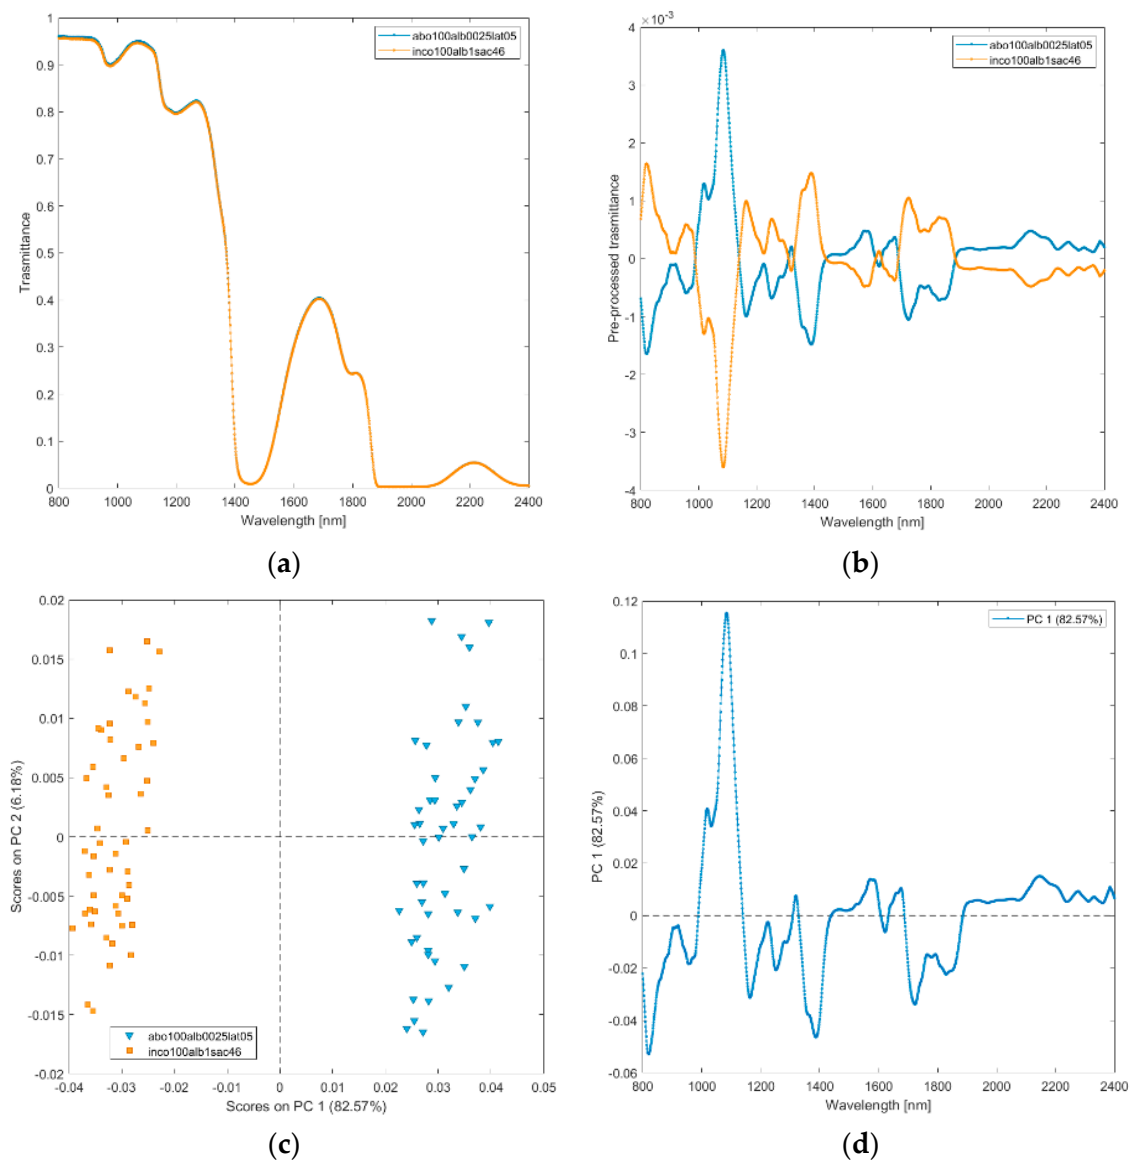 1
0.9
0.8
0.7
0.6
0.5
0.4
0.3
0.2
0.1
0
Trasmittance
abo100alb0025lat05
inco100alb1sac46
800 1000 1200 1400 1600 1800 2000 2200 2400
Wavelength [nm]
(a)
×10⁻³
4
3
2
1
0
-1
-2
-3
-4
Pre-processed trasmittance
abo100alb0025lat05
inco100alb1sac46
800 1000 1200 1400 1600 1800 2000 2200 2400
Wavelength [nm]
(b)
0.02
0.015
0.01
0.005
0
-0.005
-0.01
-0.015
-0.02
Scores on PC 2 (6.18%)
abo100alb0025lat05
inco100alb1sac46
-0.04 -0.03 -0.02 -0.01 0 0.01 0.02 0.03 0.04 0.05
Scores on PC 1 (82.57%)
(c)
0.12
0.1
0.08
0.06
0.04
0.02
0
-0.02
-0.04
-0.06
PC 1 (82.57%)
PC 1 (82.57%)
800 1000 1200 1400 1600 1800 2000 2200 2400
Wavelength [nm]
(d)